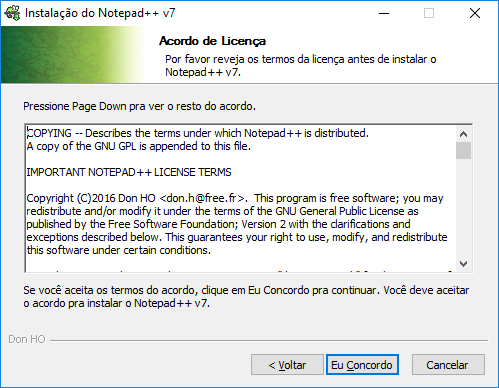 Instalação do Notepad++ v7
Acordo de Licença
Por favor reveja os termos da licença antes de instalar o
Notepad++ v7.
Pressione Page Down pra ver o resto do acordo.
COPYING -- Describes the terms under which Notepad++ is distributed.
A copy of the GNU GPL is appended to this file.
IMPORTANT NOTEPAD++ LICENSE TERMS
Copyright (C)2016 Don HO <don.h@free.fr>. This program is free software; you may
redistribute and/or modify it under the terms of the GNU General Public License as
published by the Free Software Foundation; Version 2 with the clarifications and
exceptions described below. This guarantees your right to use, modify, and redistribute
this software under certain conditions.
Se você aceita os termos do acordo, clique em Eu Concordo pra continuar. Você deve aceitar
o acordo pra instalar o Notepad++ v7.
Don HO
< Voltar
Eu Concordo
Cancelar